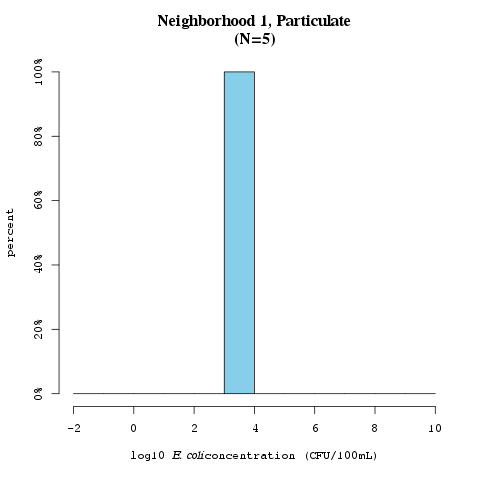 Neighborhood 1, Particulate
(N=5)
100%
80%
60%
40%
20%
0%
percent
-2 0 2 4 6 8 10
log10 E. coliconcentration (CFU/100mL)